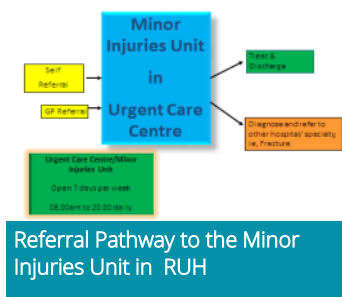 Minor
Injuries Unit
in
Urgent Care
Centre
Self
Referral
GP Referral
Treat &
Discharge
Diagnose and refer to
other hospital/ specialty,
ie, Fracture
Urgent Care Centre/Minor
Injuries Unit
Open 7 days per week
08.00am to 20.00 daily.
Referral Pathway to the Minor
Injuries Unit in RUH